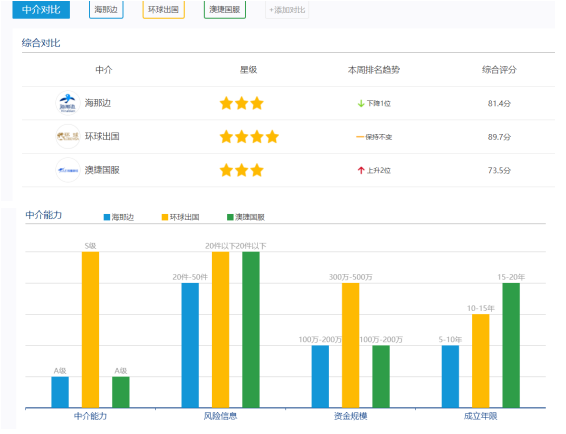 中介对比 海那边 环球出国 澳捷国服 +添加对比
综合对比
中介 星级 本周排名趋势 综合评分
海那边 下降1位 81.4分
环球出国 保持不变 89.7分
澳捷国服 上升2位 73.5分
中介能力 海那边 环球出国 澳捷国服
S级 20件以下 20件以下
20件-50件 300万-500万 15-20年
10-15年
100万-200万 100万-200万 5-10年
A级 A级
中介能力 风险信息 资金规模 成立年限